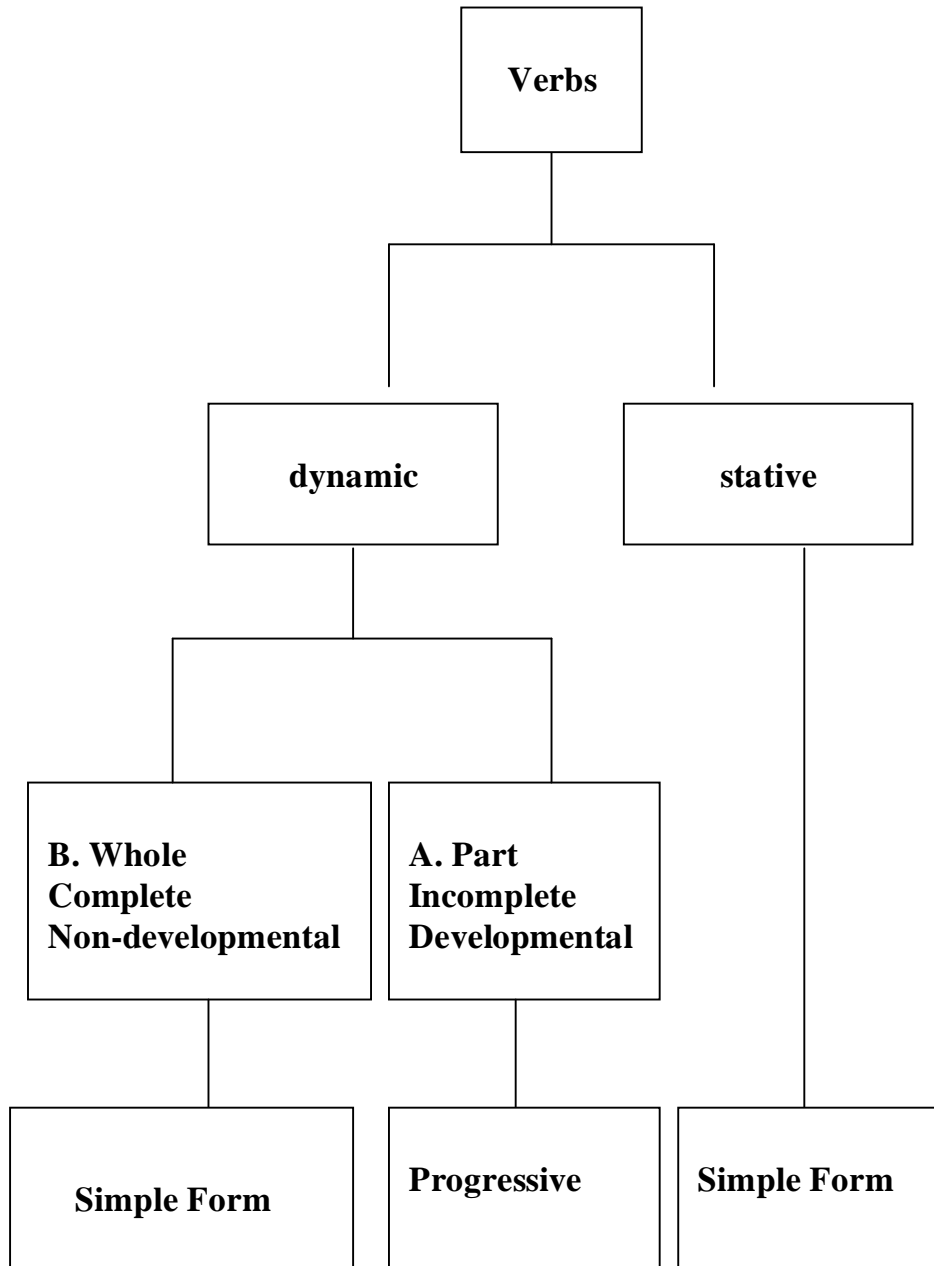 Verbs
dynamic
stative
B. Whole
Complete
Non-developmental
A. Part
Incomplete
Developmental
Simple Form
Progressive
Simple Form